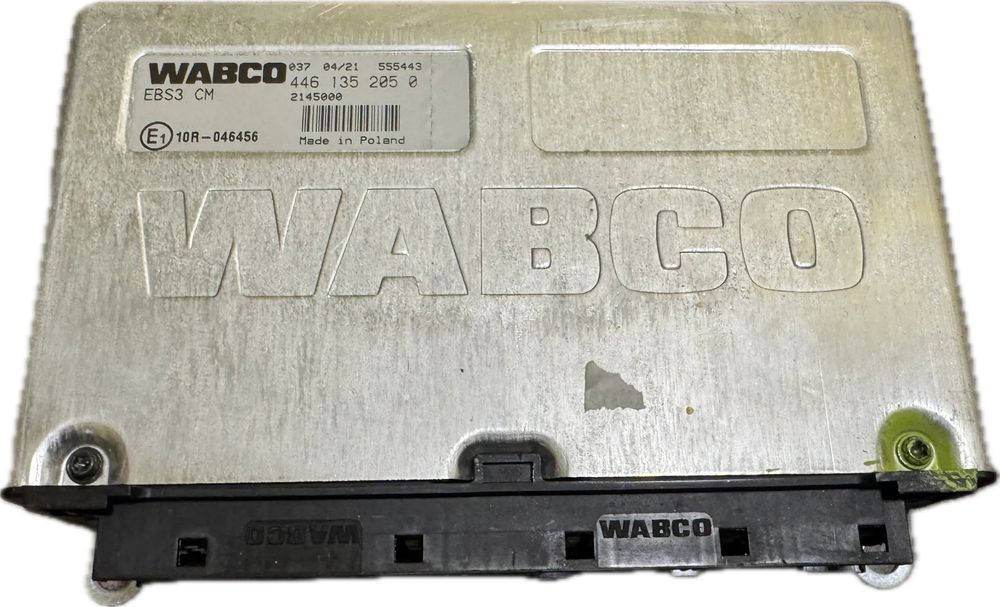 WABCO 037 04/21 555443
446 135 205 0
EBS3 CM 2145000
E1 10R-046456 Made in Poland
WABCO
WABCO WABCO